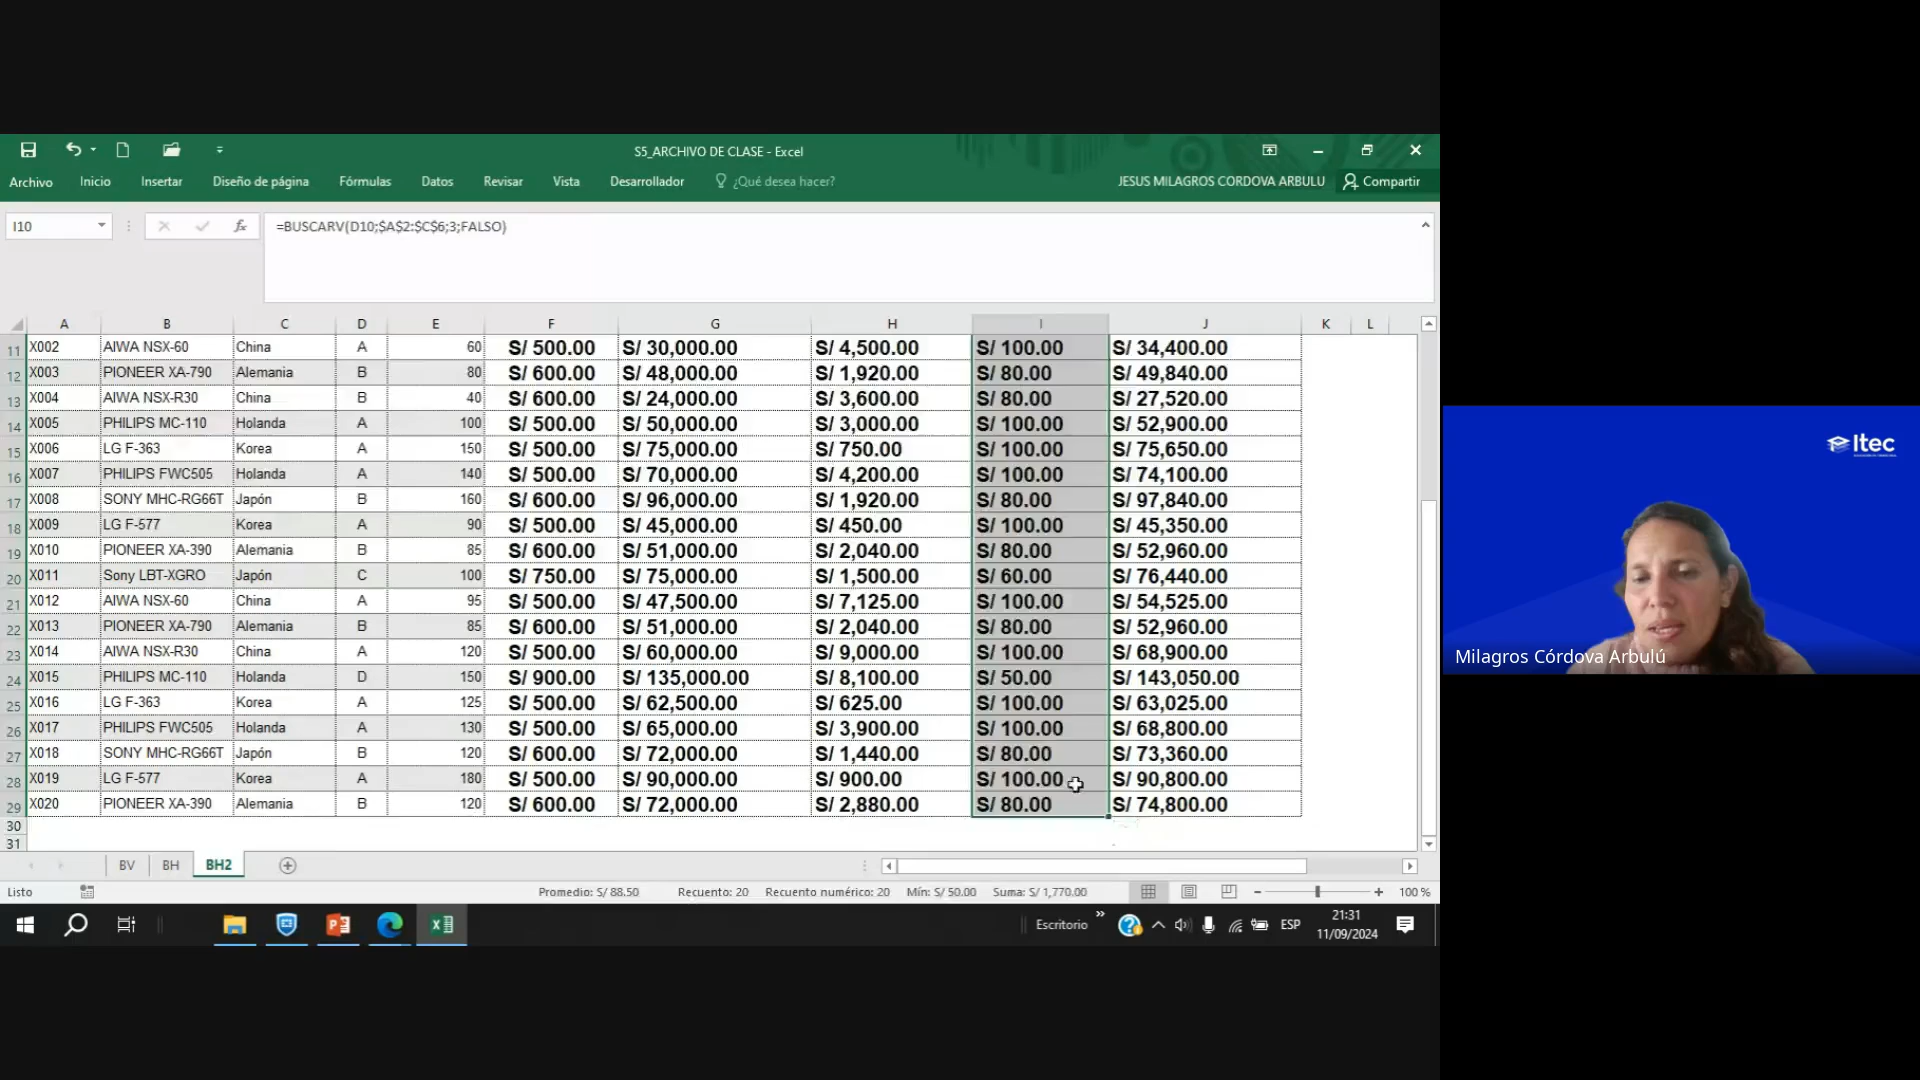 S5_ARCHIVO DE CLASE - Excel
Archivo Inicio Insertar Diseño de página Fórmulas Datos Revisar Vista Desarrollador ¿Qué desea hacer? JESUS MILAGROS CORDOVA ARBULU Compartir
I10 fx =BUSCARV(D10;$A$2:$C$6;3;FALSO)
A B C D E F G H I J K L
11 X002 AIWA NSX-60 China A 60 S/ 500.00 S/ 30,000.00 S/ 4,500.00 S/ 100.00 S/ 34,400.00
12 X003 PIONEER XA-790 Alemania B 80 S/ 600.00 S/ 48,000.00 S/ 1,920.00 S/ 80.00 S/ 49,840.00
13 X004 AIWA NSX-R30 China B 40 S/ 600.00 S/ 24,000.00 S/ 3,600.00 S/ 80.00 S/ 27,520.00
14 X005 PHILIPS MC-110 Holanda A 100 S/ 500.00 S/ 50,000.00 S/ 3,000.00 S/ 100.00 S/ 52,900.00
15 X006 LG F-363 Korea A 150 S/ 500.00 S/ 75,000.00 S/ 750.00 S/ 100.00 S/ 75,650.00
16 X007 PHILIPS FWC505 Holanda A 140 S/ 500.00 S/ 70,000.00 S/ 4,200.00 S/ 100.00 S/ 74,100.00
17 X008 SONY MHC-RG66T Japón B 160 S/ 600.00 S/ 96,000.00 S/ 1,920.00 S/ 80.00 S/ 97,840.00
18 X009 LG F-577 Korea A 90 S/ 500.00 S/ 45,000.00 S/ 450.00 S/ 100.00 S/ 45,350.00
19 X010 PIONEER XA-390 Alemania B 85 S/ 600.00 S/ 51,000.00 S/ 2,040.00 S/ 80.00 S/ 52,960.00
20 X011 Sony LBT-XGRO Japón C 100 S/ 750.00 S/ 75,000.00 S/ 1,500.00 S/ 60.00 S/ 76,440.00
21 X012 AIWA NSX-60 China A 95 S/ 500.00 S/ 47,500.00 S/ 7,125.00 S/ 100.00 S/ 54,525.00
22 X013 PIONEER XA-790 Alemania B 85 S/ 600.00 S/ 51,000.00 S/ 2,040.00 S/ 80.00 S/ 52,960.00
23 X014 AIWA NSX-R30 China A 120 S/ 500.00 S/ 60,000.00 S/ 9,000.00 S/ 100.00 S/ 68,900.00
24 X015 PHILIPS MC-110 Holanda D 150 S/ 900.00 S/ 135,000.00 S/ 8,100.00 S/ 50.00 S/ 143,050.00
25 X016 LG F-363 Korea A 125 S/ 500.00 S/ 62,500.00 S/ 625.00 S/ 100.00 S/ 63,025.00
26 X017 PHILIPS FWC505 Holanda A 130 S/ 500.00 S/ 65,000.00 S/ 3,900.00 S/ 100.00 S/ 68,800.00
27 X018 SONY MHC-RG66T Japón B 120 S/ 600.00 S/ 72,000.00 S/ 1,440.00 S/ 80.00 S/ 73,360.00
28 X019 LG F-577 Korea A 180 S/ 500.00 S/ 90,000.00 S/ 900.00 S/ 100.00 S/ 90,800.00
29 X020 PIONEER XA-390 Alemania B 120 S/ 600.00 S/ 72,000.00 S/ 2,880.00 S/ 80.00 S/ 74,800.00
30
31
BV BH BH2
Listo Promedio: S/ 88.50 Recuento: 20 Recuento numérico: 20 Mín: S/ 50.00 Suma: S/ 1,770.00 100 %
Escritorio ESP 21:31
11/09/2024
Itec
Milagros Córdova Arbulú